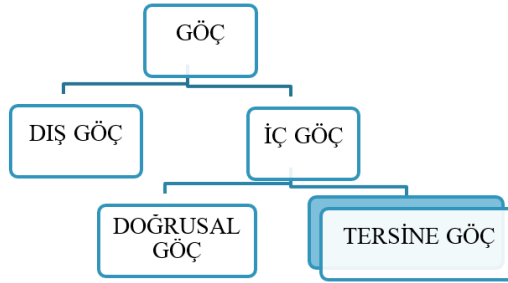 GÖÇ
DIŞ GÖÇ
İÇ GÖÇ
DOĞRUSAL
GÖÇ
TERSİNE GÖÇ